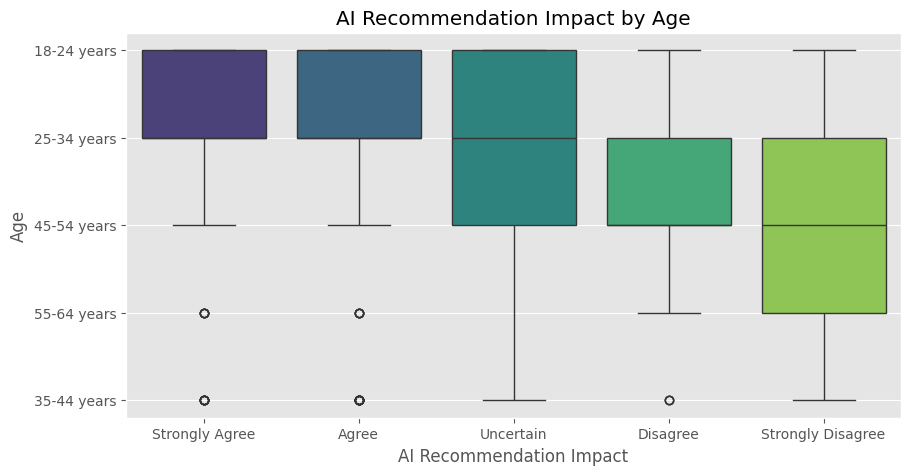 AI Recommendation Impact by Age
18-24 years
25-34 years
45-54 years
55-64 years
35-44 years
Age
Strongly Agree
Agree
Uncertain
Disagree
Strongly Disagree
AI Recommendation Impact